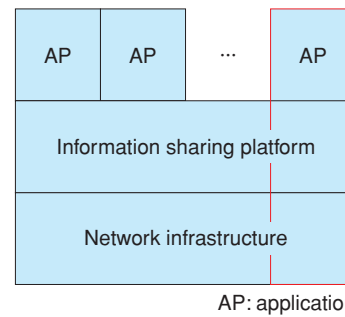 AP AP ... AP
Information sharing platform
Network infrastructure
AP: applicatio